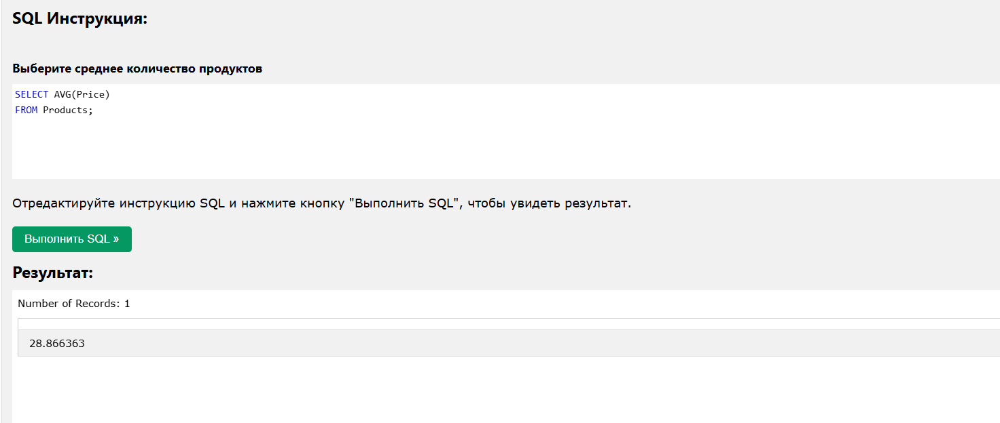 SQL Инструкция:
Выберите среднее количество продуктов
SELECT AVG(Price)
FROM Products;
Отредактируйте инструкцию SQL и нажмите кнопку "Выполнить SQL", чтобы увидеть результат.
Выполнить SQL »
Результат:
Number of Records: 1
28.866363